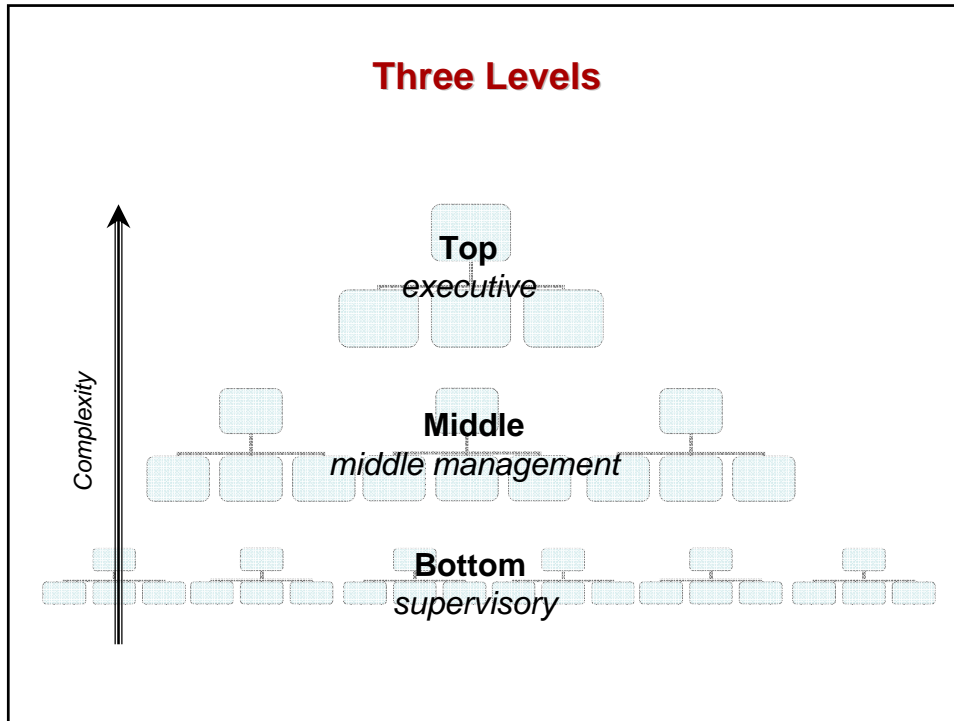 Three Levels
Top
executive
Complexity
Middle
middle management
Bottom
supervisory